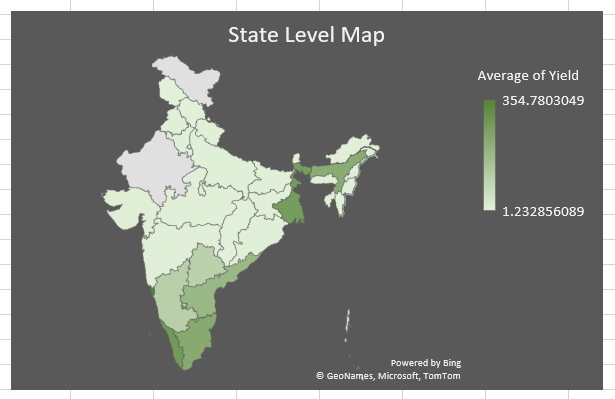 State Level Map
Average of Yield
354.7803049
1.232856089
Powered by Bing
© GeoNames, Microsoft, TomTom